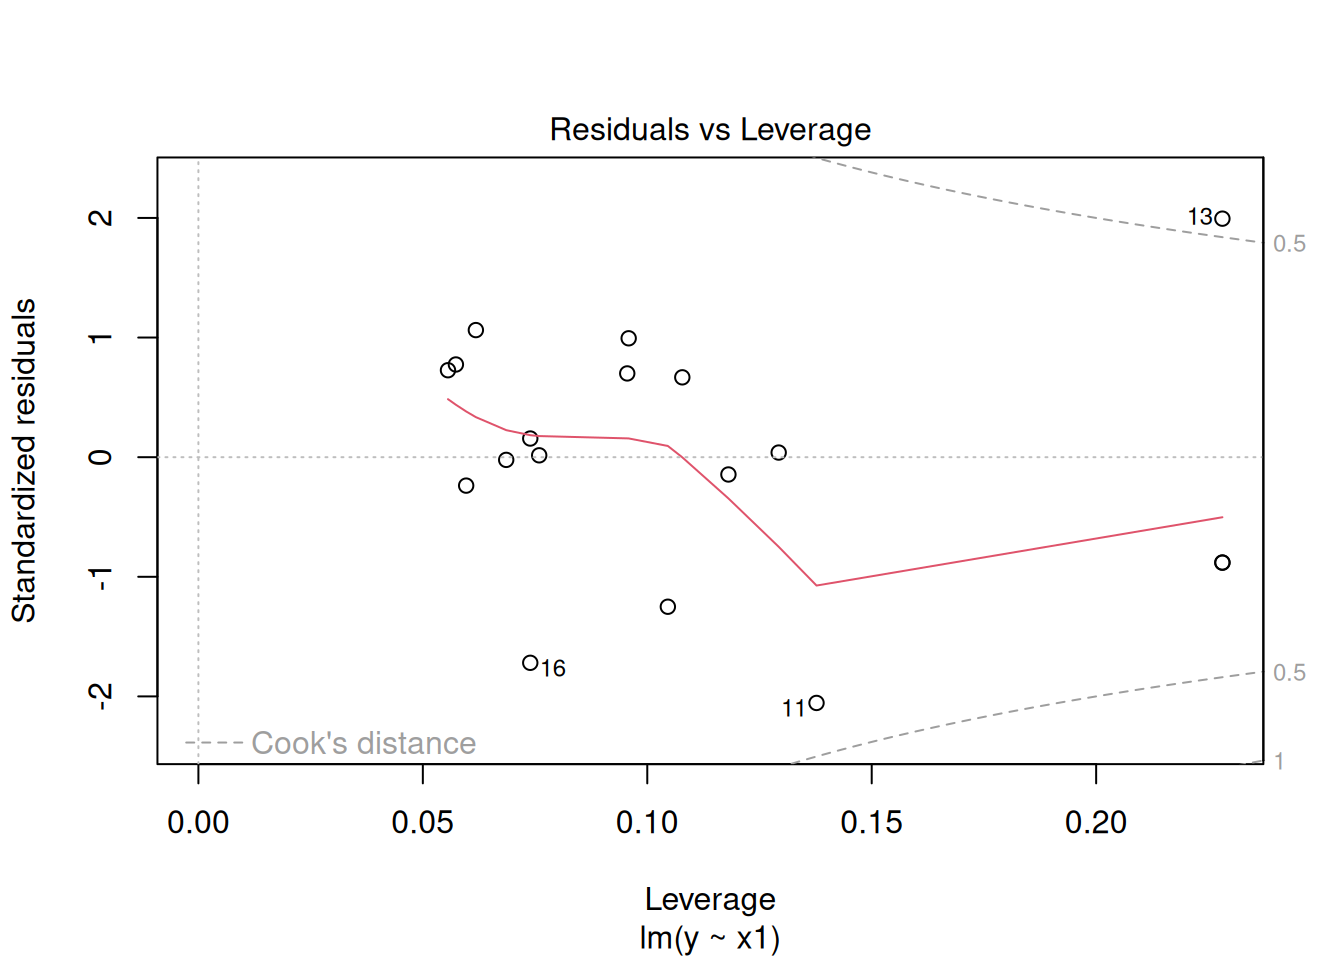 Residuals vs Leverage
Standardized residuals
2
1
0
-1
-2
13
0.5
16
11
0.5
1
Cook's distance
0.00 0.05 0.10 0.15 0.20
Leverage
lm(y ~ x1)